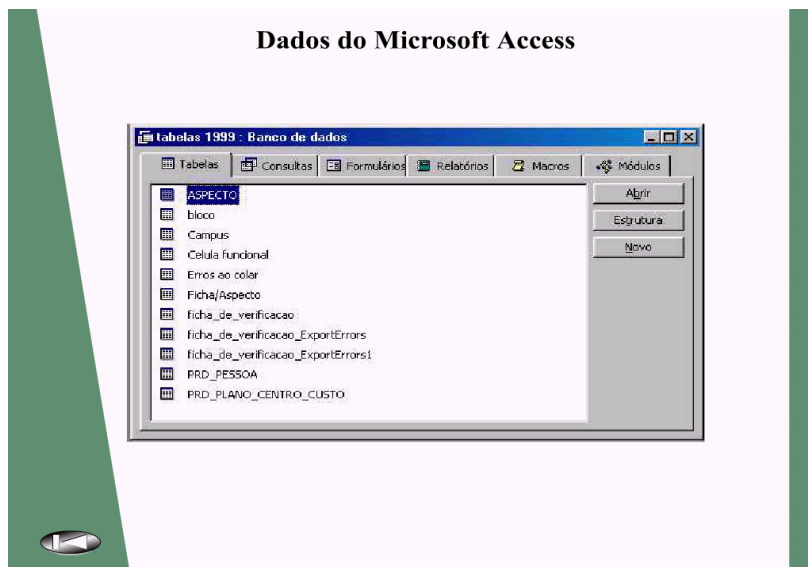 Dados do Microsoft Access
tabelas 1999 : Banco de dados
Tabelas Consultas Formulários Relatórios Macros Módulos
ASPECTO
bloco
Campus
Celula funcional
Erros ao colar
Ficha/Aspecto
ficha_de_verificacao
ficha_de_verificacao_ExportErrors
ficha_de_verificacao_ExportErrors1
PRD_PESSOA
PRD_PLANO_CENTRO_CUSTO
Abrir
Estrutura
Novo